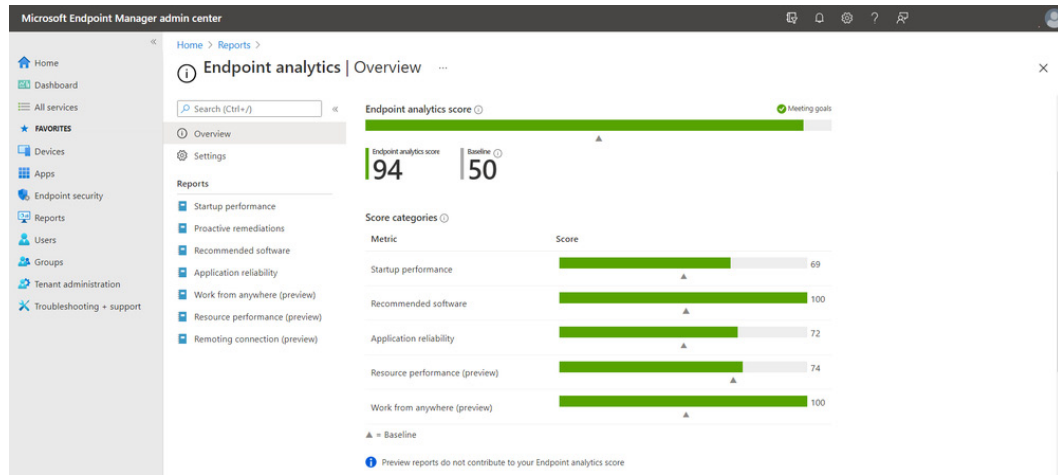 Microsoft Endpoint Manager admin center
Home
Dashboard
All services
FAVORITES
Devices
Apps
Endpoint security
Reports
Users
Groups
Tenant administration
Troubleshooting + support
Home > Reports >
Endpoint analytics | Overview ...
Search (Ctrl+/)
Overview
Settings
Reports
Startup performance
Proactive remediations
Recommended software
Application reliability
Work from anywhere (preview)
Resource performance (preview)
Remoting connection (preview)
Endpoint analytics score
Meeting goals
Endpoint analytics score
94
Baseline
50
Score categories
Metric Score
Startup performance 69
Recommended software 100
Application reliability 72
Resource performance (preview) 74
Work from anywhere (preview) 100
▲ = Baseline
Preview reports do not contribute to your Endpoint analytics score